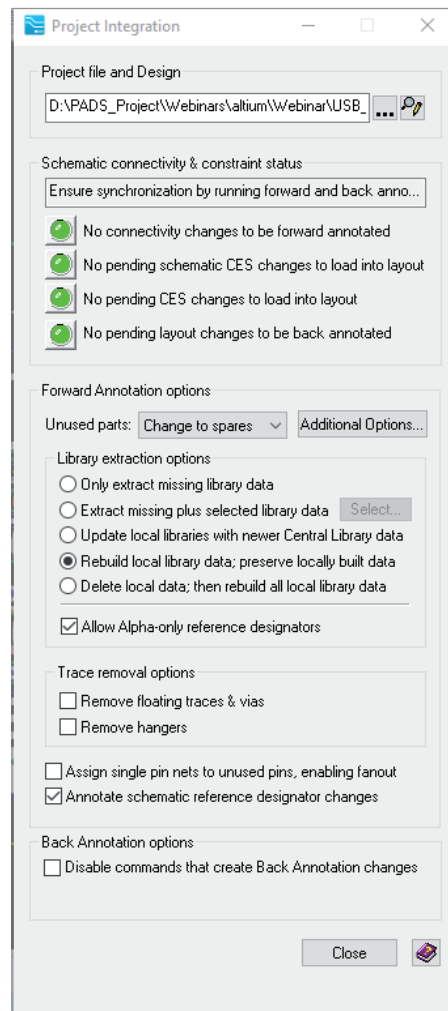 Project Integration
Project file and Design
D:\PADS_Project\Webinars\altium\Webinar\USB_
...
Schematic connectivity & constraint status
Ensure synchronization by running forward and back anno...
No connectivity changes to be forward annotated
No pending schematic CES changes to load into layout
No pending CES changes to load into layout
No pending layout changes to be back annotated
Forward Annotation options
Unused parts: Change to spares Additional Options...
Library extraction options
Only extract missing library data
Extract missing plus selected library data Select...
Update local libraries with newer Central Library data
Rebuild local library data; preserve locally built data
Delete local data; then rebuild all local library data
Allow Alpha-only reference designators
Trace removal options
Remove floating traces & vias
Remove hangers
Assign single pin nets to unused pins, enabling fanout
Annotate schematic reference designator changes
Back Annotation options
Disable commands that create Back Annotation changes
Close